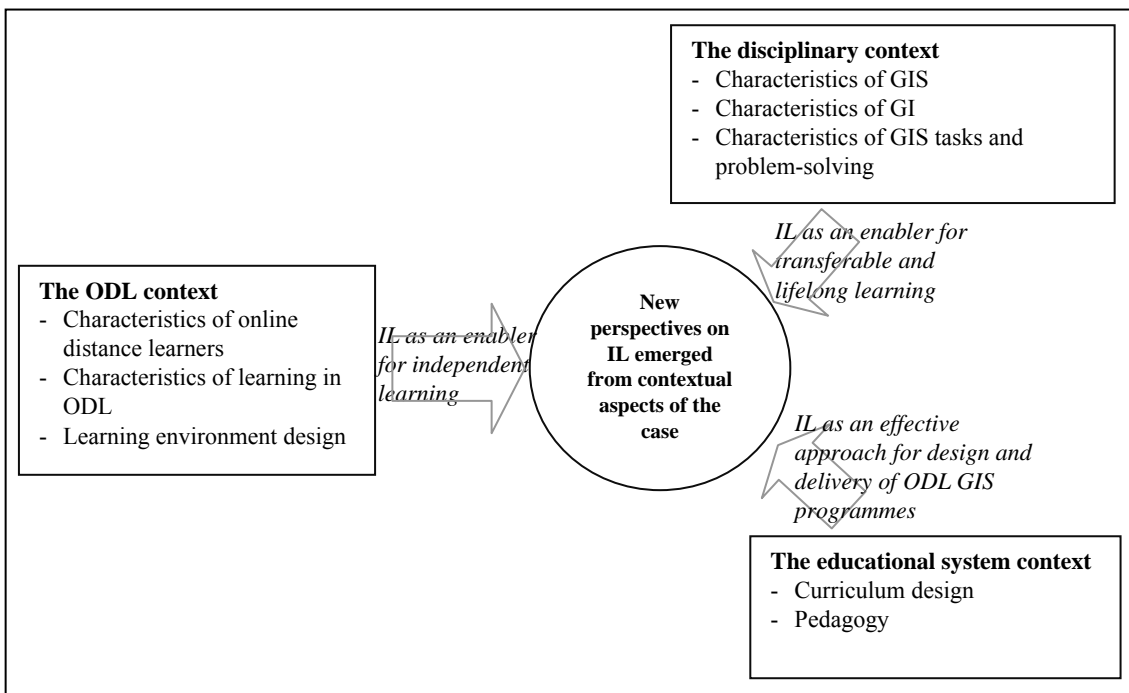 The disciplinary context
- Characteristics of GIS
- Characteristics of GI
- Characteristics of GIS tasks and
problem-solving
IL as an enabler for
transferable and
lifelong learning
The ODL context
- Characteristics of online
distance learners
- Characteristics of learning in
ODL
- Learning environment design
IL as an enabler
for independent
learning
New
perspectives on
IL emerged
from contextual
aspects of the
case
IL as an effective
approach for design and
delivery of ODL GIS
programmes
The educational system context
- Curriculum design
- Pedagogy